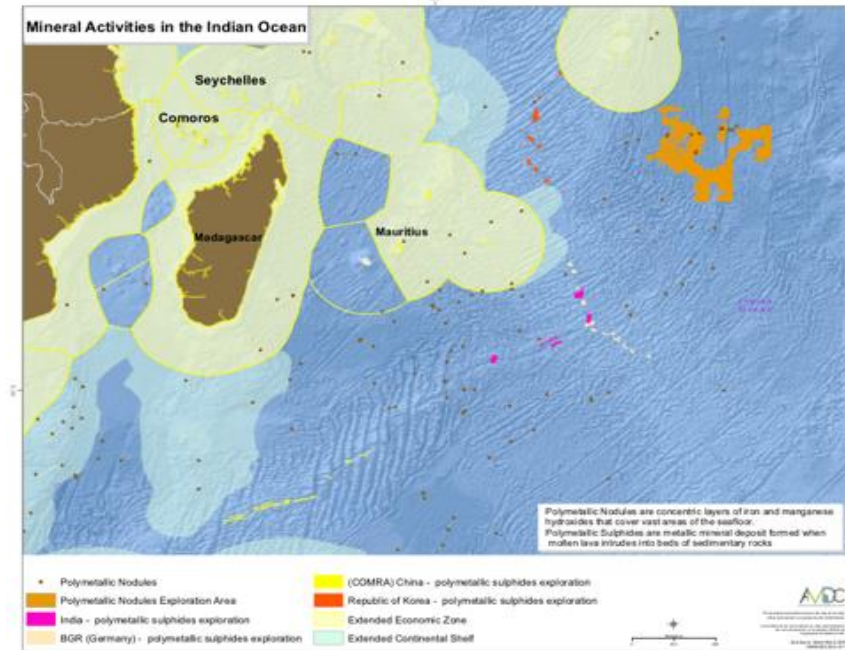 Mineral Activities in the Indian Ocean
Seychelles
Comoros
Madagascar
Mauritius
Polymetallic Nodules are concentric layers of iron and manganese
hydroxides that cover vast areas of the seafloor.
Polymetallic Sulphides are metallic mineral deposit formed when
molten lava intrudes into beds of sedimentary rocks
Polymetallic Nodules
Polymetallic Nodules Exploration Area
India - polymetallic sulphides exploration
BGR (Germany) - polymetallic sulphides exploration
(COMRA) China - polymetallic sulphides exploration
Republic of Korea - polymetallic sulphides exploration
Extended Economic Zone
Extended Continental Shelf
AMDC